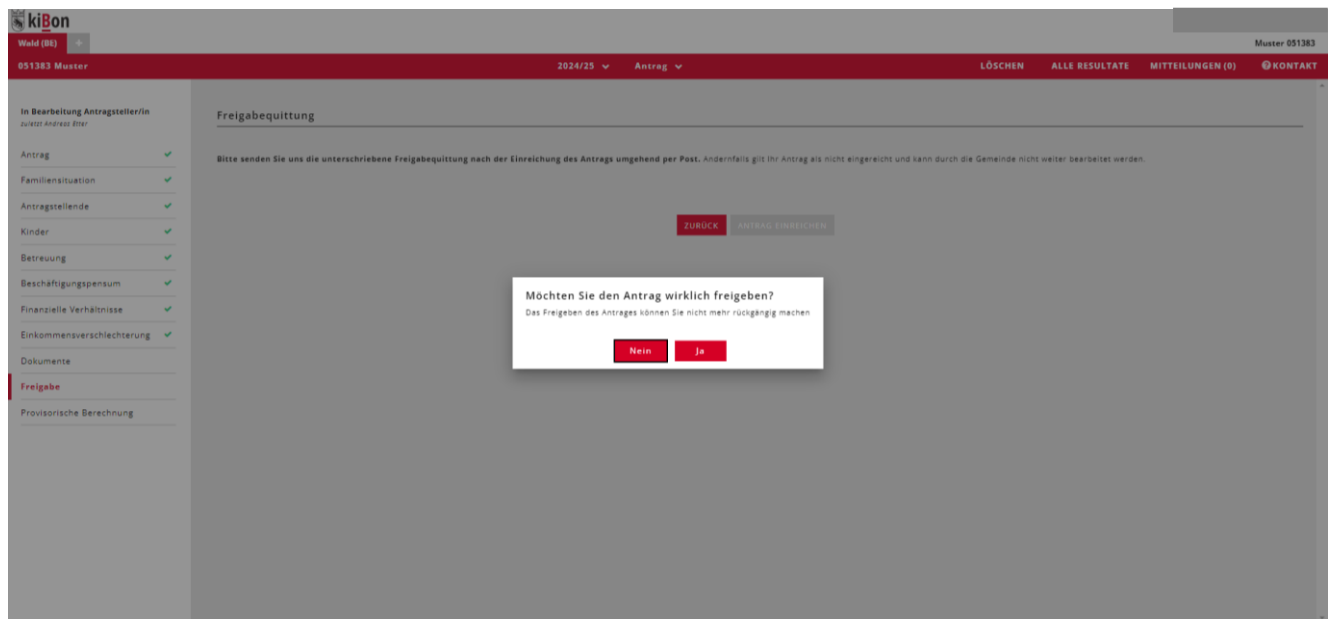 kiBon
Wald (BE) +
Muster 051383
051383 Muster 2024/25 Antrag LÖSCHEN ALLE RESULTATE MITTEILUNGEN (0) KONTAKT
In Bearbeitung Antragsteller/in
zuletzt Andreas Etter
Freigabequittung
Antrag
Bitte senden Sie uns die unterschriebene Freigabequittung nach der Einreichung des Antrags umgehend per Post. Andernfalls gilt Ihr Antrag als nicht eingereicht und kann durch die Gemeinde nicht weiter bearbeitet werden.
Familiensituation
Antragstellende
Kinder
ZURÜCK ANTRAG EINREICHEN
Betreuung
Beschäftigungspensum
Finanzielle Verhältnisse
Einkommensverschlechterung
Dokumente
Freigabe
Provisorische Berechnung
Möchten Sie den Antrag wirklich freigeben?
Das Freigeben des Antrages können Sie nicht mehr rückgängig machen
Nein Ja